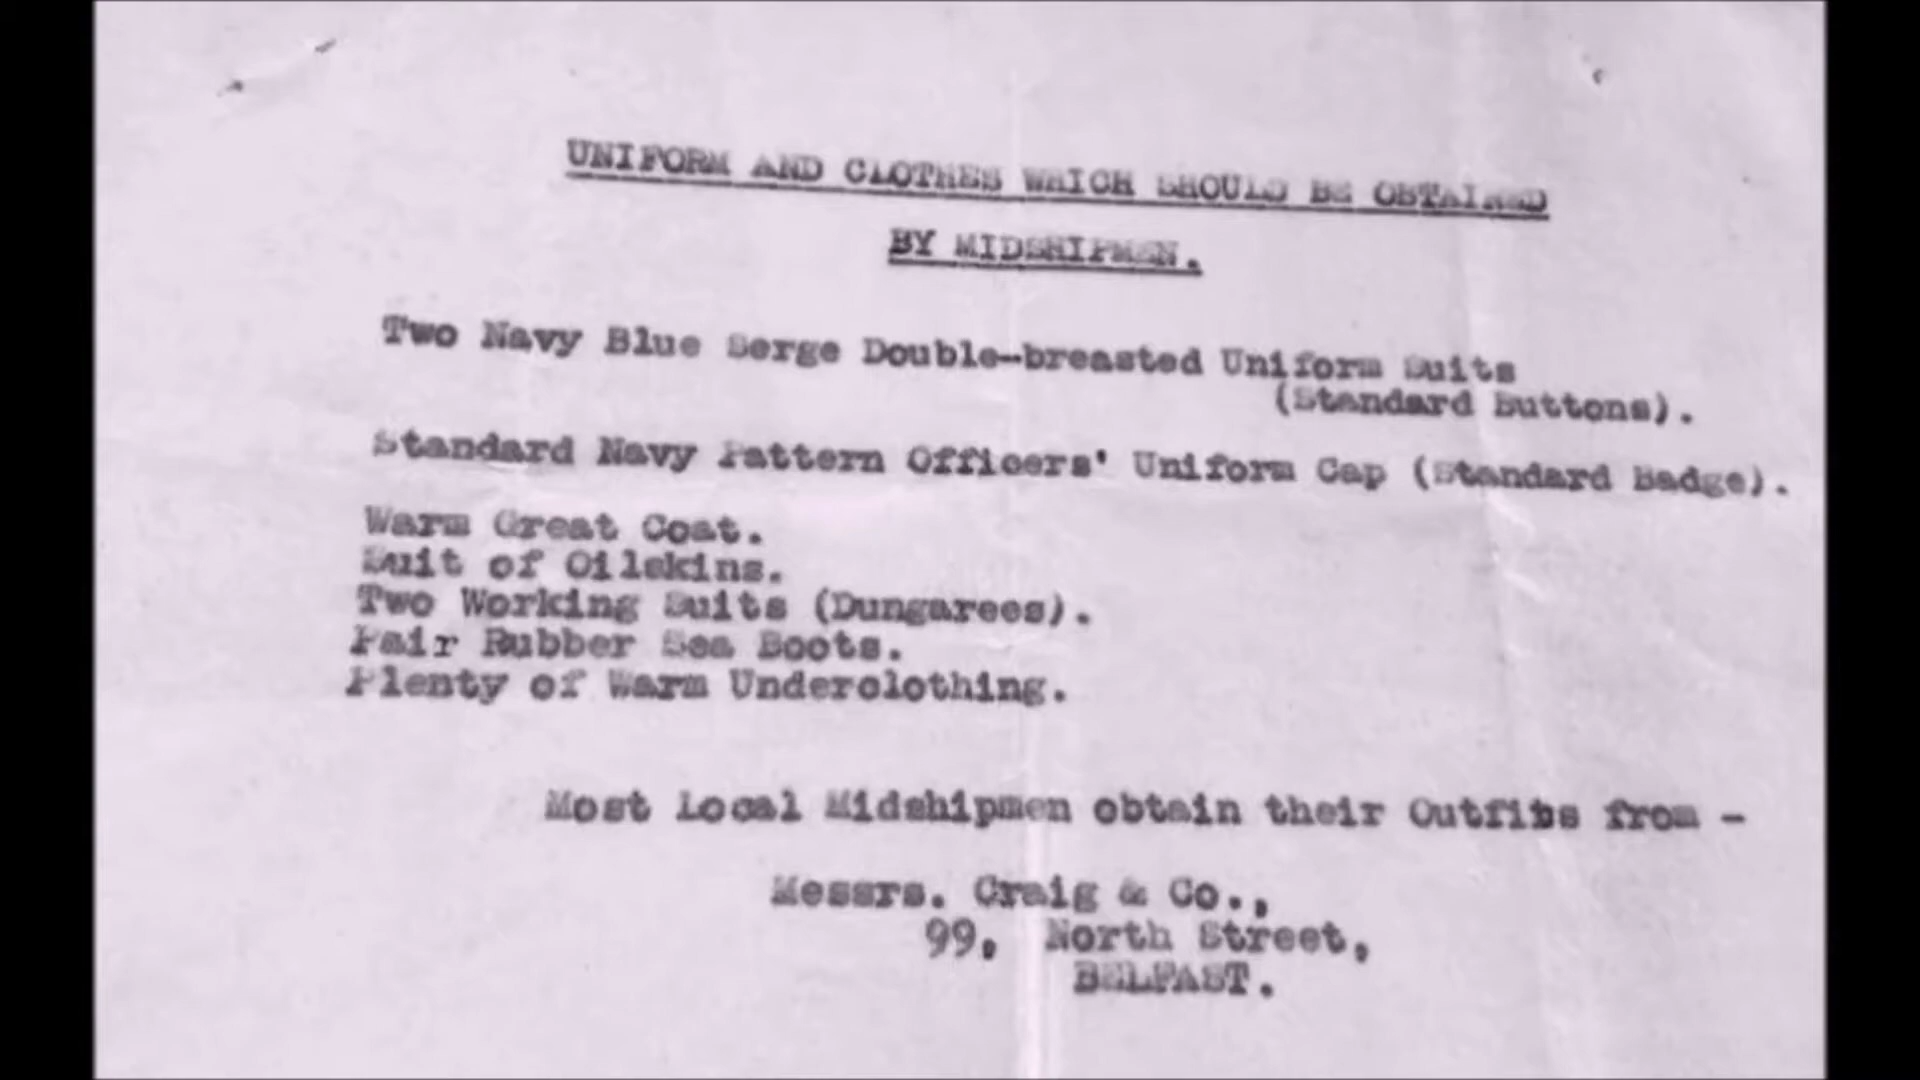 UNIFORM AND CLOTHES WHICH SHOULD BE OBTAINED
BY MIDSHIPMEN.
Two Navy Blue Serge Double-breasted Uniform Suits
(Standard Buttons).
Standard Navy Pattern Officers' Uniform Cap (Standard Badge).
Warm Great Coat.
Suit of Oilskins.
Two Working Suits (Dungarees).
Pair Rubber Sea Boots.
Plenty of Warm Underclothing.
Most Local Midshipmen obtain their Outfits from -
Messrs. Craig & Co.,
99, North Street,
BELFAST.